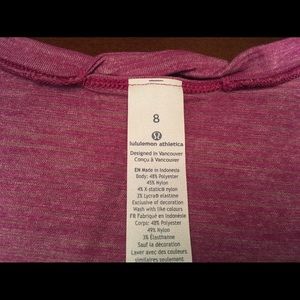 8
lululemon athletica
Designed in Vancouver
Conçu à Vancouver
EN Made in Indonesia
Body: 48% Polyester
45% Nylon
4% X-static® nylon
3% Lycra® elastane
Exclusive of decoration
Wash with like colours
FR Fabriqué en Indonésie
Corps: 48% Polyester
49% Nylon
3% Élasthanne
Sauf la décoration
Laver avec des couleurs
similaires seulement